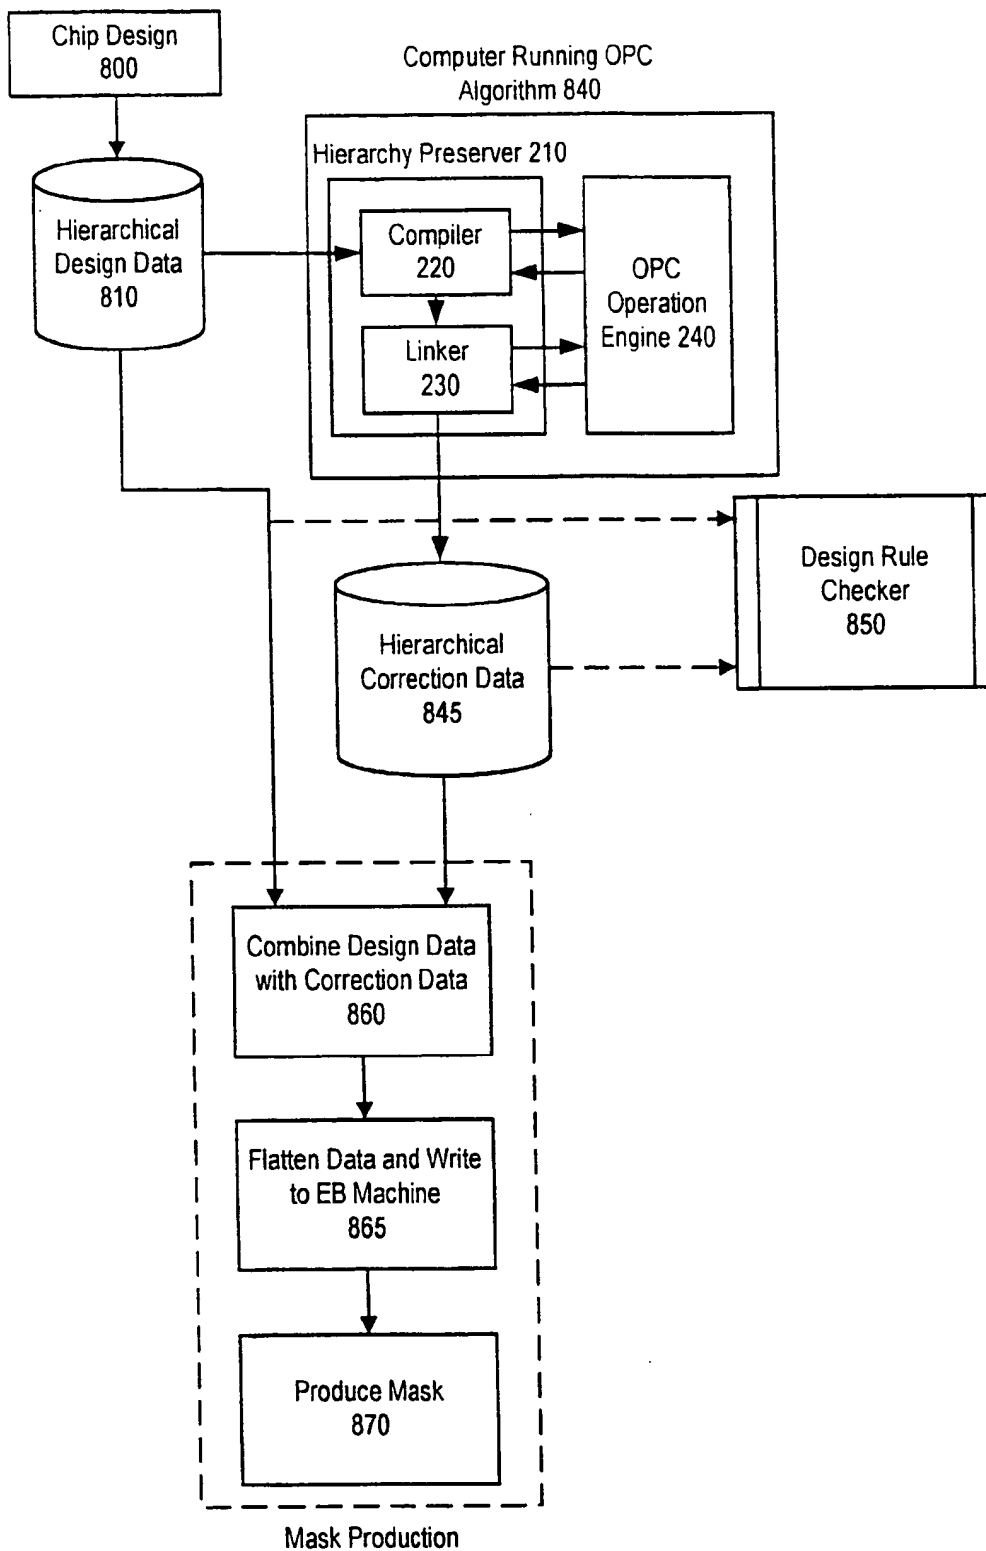 Chip Design
800
Computer Running OPC
Algorithm 840
Hierarchy Preserver 210
Hierarchical
Design Data
810
Compiler
220
OPC
Operation
Engine 240
Linker
230
Design Rule
Checker
850
Hierarchical
Correction Data
845
Combine Design Data
with Correction Data
860
Flatten Data and Write
to EB Machine
865
Produce Mask
870
Mask Production